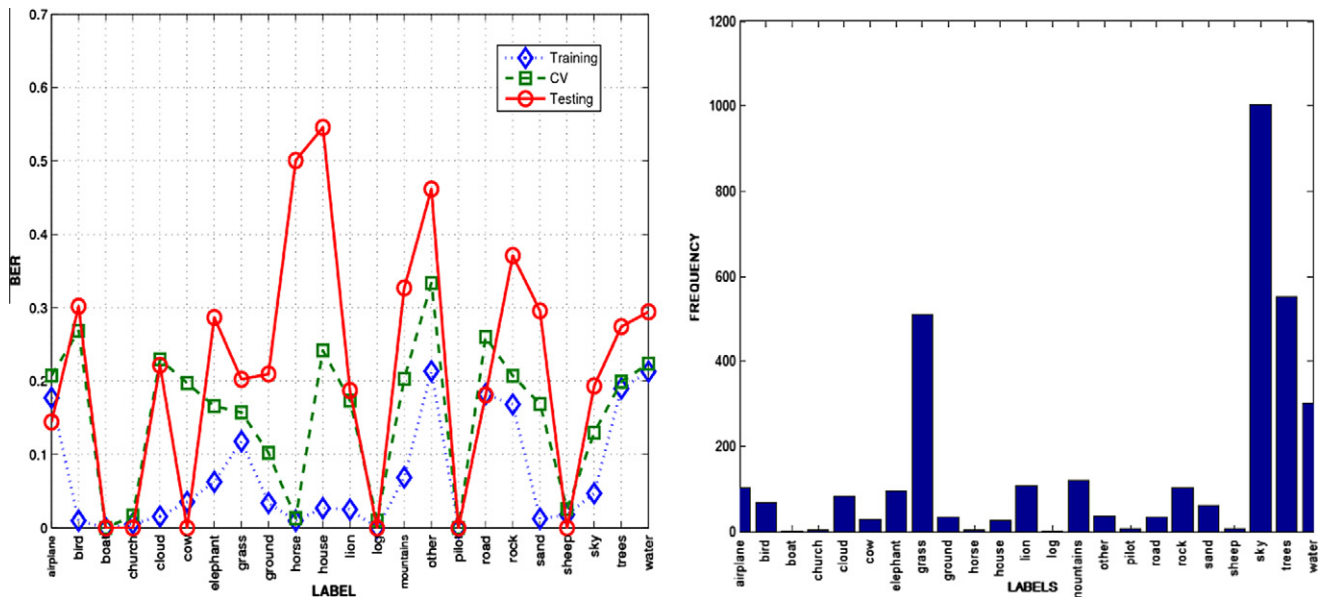 0.7
0.6
0.5
0.4
0.3
0.2
0.1
0
BER
Training
CV
Testing
airplane
bird
boat
church
cloud
cow
elephant
grass
ground
horse
house
lion
log
mountains
other
pilot
road
rock
sand
sheep
sky
trees
water
LABEL
1200
1000
800
600
400
200
0
FREQUENCY
airplane
bird
boat
church
cloud
cow
elephant
grass
ground
horse
house
lion
log
mountains
other
pilot
road
rock
sand
sheep
sky
trees
water
LABELS